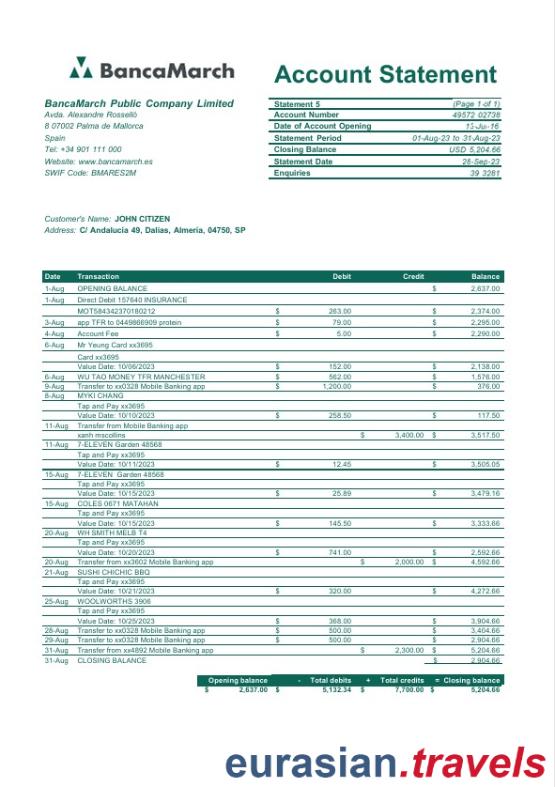 BancaMarch
Account Statement
BancaMarch Public Company Limited
Avda. Alexandre Rosselló
8 07002 Palma de Mallorca
Spain
Tel: +34 901 111 000
Website: www.bancamarch.es
SWIF Code: BMARES2M
Statement 5 (Page 1 of 1)
Account Number 49572 02738
Date of Account Opening 13-Ju-16
Statement Period 01-Aug-23 to 31-Aug-23
Closing Balance USD 5,204.66
Statement Date 28-Sep-23
Enquiries 39 3281
Customer's Name: JOHN CITIZEN
Address: C/ Andalucia 49, Dalias, Almeria, 04750, SP
Date Transaction Debit Credit Balance
1-Aug OPENING BALANCE $ 2,637.00
1-Aug Direct Debit 157640 INSURANCE
MOT584342370180212 $ 263.00 $ 2,374.00
3-Aug app TFR to 0449866909 protein $ 79.00 $ 2,295.00
4-Aug Account Fee $ 5.00 $ 2,290.00
6-Aug Mr Yeung Card xx3695
Card xx3695
Value Date: 10/06/2023 $ 152.00 $ 2,138.00
6-Aug WU TAO MONEY TFR MANCHESTER $ 562.00 $ 1,576.00
9-Aug Transfer to xx0328 Mobile Banking app $ 1,200.00 $ 376.00
8-Aug MYKI CHANG
Tap and Pay xx3695
Value Date: 10/10/2023 $ 258.50 $ 117.50
11-Aug Transfer from Mobile Banking app
xanh mscollins $ 3,400.00 $ 3,517.50
11-Aug 7-ELEVEN Garden 48568
Tap and Pay xx3695
Value Date: 10/11/2023 $ 12.45 $ 3,505.05
15-Aug 7-ELEVEN Garden 48568
Tap and Pay xx3695
Value Date: 10/15/2023 $ 25.89 $ 3,479.16
15-Aug COLES 0671 MATAHAN
Tap and Pay xx3695
Value Date: 10/15/2023 $ 145.50 $ 3,333.66
20-Aug WH SMITH MELB T4
Tap and Pay xx3695
Value Date: 10/20/2023 $ 741.00 $ 2,592.66
20-Aug Transfer from xx3602 Mobile Banking app $ 2,000.00 $ 4,592.66
21-Aug SUSHI CHICHIC BBQ
Tap and Pay xx3695
Value Date: 10/21/2023 $ 320.00 $ 4,272.66
25-Aug WOOLWORTHS 3906
Tap and Pay xx3695
Value Date: 10/25/2023 $ 368.00 $ 3,904.66
28-Aug Transfer to xx0328 Mobile Banking app $ 500.00 $ 3,404.66
29-Aug Transfer to xx0328 Mobile Banking app $ 500.00 $ 2,904.66
31-Aug Transfer from xx4892 Mobile Banking app $ 2,300.00 $ 5,204.66
31-Aug CLOSING BALANCE $ 2,904.66
Opening balance - Total debits + Total credits = Closing balance
$ 2,637.00 $ 5,132.34 $ 7,700.00 $ 5,204.66
eurasian.travels